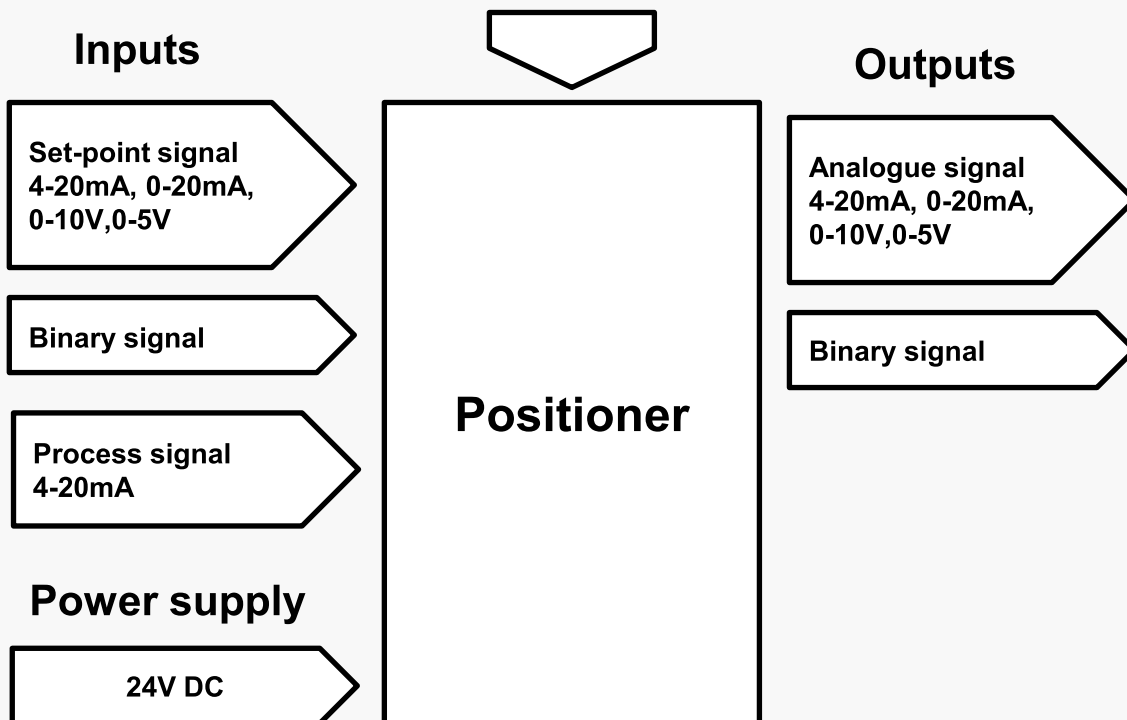 Inputs
Set-point signal
4-20mA, 0-20mA,
0-10V,0-5V
Binary signal
Process signal
4-20mA
Power supply
24V DC
Positioner
Outputs
Analogue signal
4-20mA, 0-20mA,
0-10V,0-5V
Binary signal